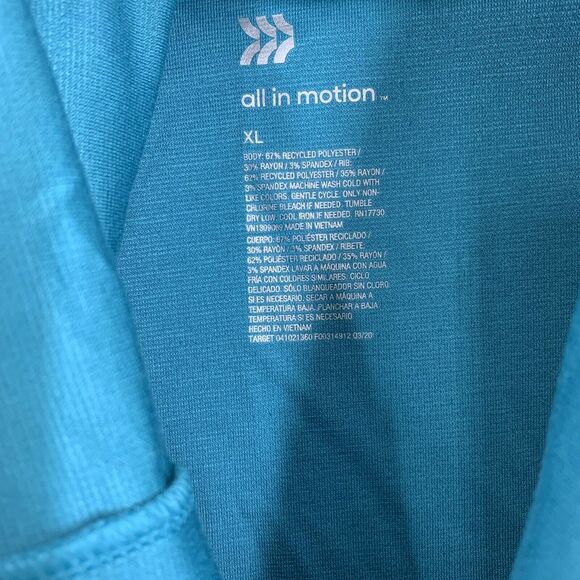 all in motion™
XL
BODY: 67% RECYCLED POLYESTER /
30% RAYON / 3% SPANDEX / RIB:
62% RECYCLED POLYESTER / 35% RAYON /
3% SPANDEX MACHINE WASH COLD WITH
LIKE COLORS. GENTLE CYCLE. ONLY NON-
CHLORINE BLEACH IF NEEDED. TUMBLE
DRY LOW. COOL IRON IF NEEDED. RN17730
VN1309069 MADE IN VIETNAM
CUERPO: 67% POLIÉSTER RECICLADO /
30% RAYÓN / 3% SPANDEX / RIBETE:
62% POLIÉSTER RECICLADO / 35% RAYÓN /
3% SPANDEX LAVAR A MÁQUINA CON AGUA
FRÍA CON COLORES SIMILARES. CICLO
DELICADO. SÓLO BLANQUEADOR SIN CLORO
SI ES NECESARIO. SECAR A MÁQUINA A
TEMPERATURA BAJA. PLANCHAR A BAJA
TEMPERATURA SI ES NECESARIO.
HECHO EN VIETNAM
TARGET 041021360 F00314912 03/20